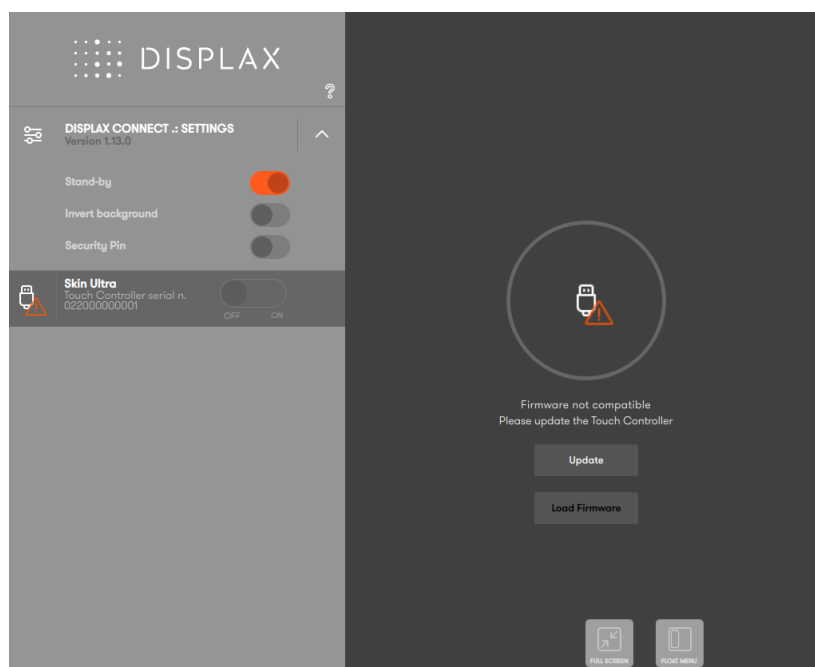 DISPLAX
?
DISPLAX CONNECT .: SETTINGS
Version 1.13.0
Stand-by
Invert background
Security Pin
Skin Ultra
Touch Controller serial n.
022000000001
OFF ON
Firmware not compatible
Please update the Touch Controller
Update
Load Firmware
FULL SCREEN
FLOAT MENU